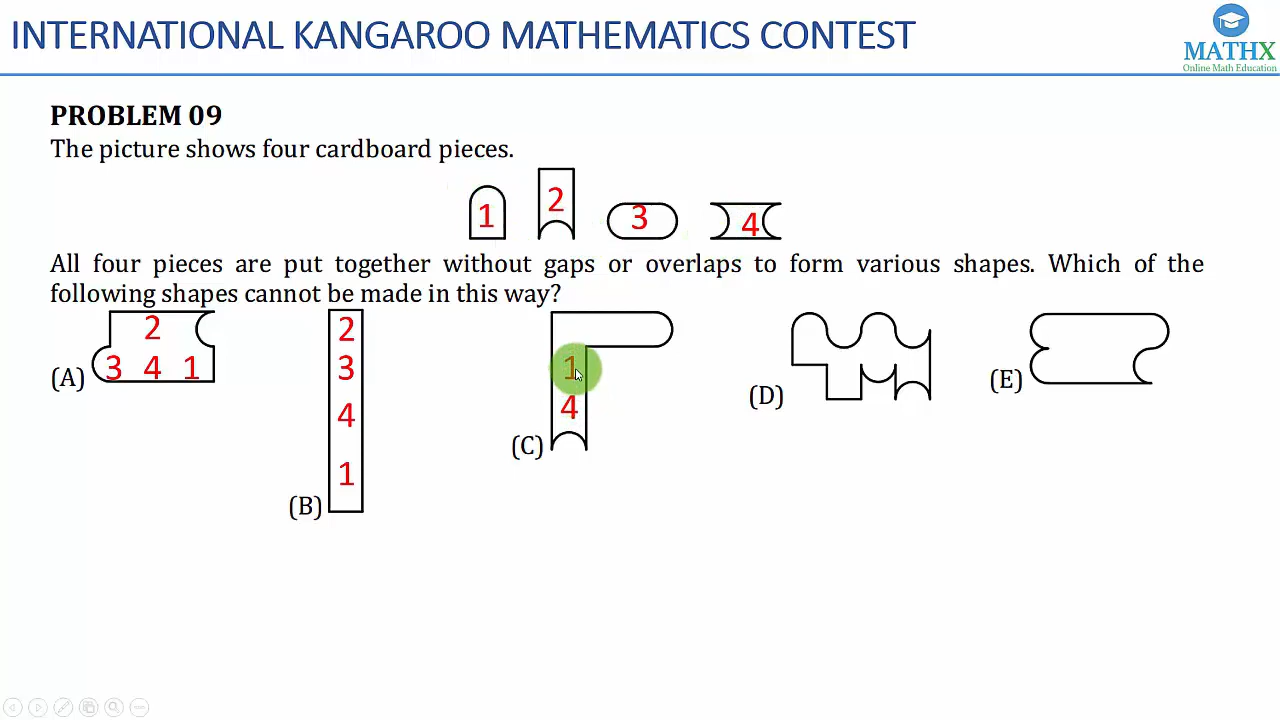 INTERNATIONAL KANGAROO MATHEMATICS CONTEST
MATHX
Online Math Education
PROBLEM 09
The picture shows four cardboard pieces.
1 2 3 4
All four pieces are put together without gaps or overlaps to form various shapes. Which of the
following shapes cannot be made in this way?
(A) 2
3 4 1
(B) 2
3
4
1
(C) 1
4
(D)
(E)